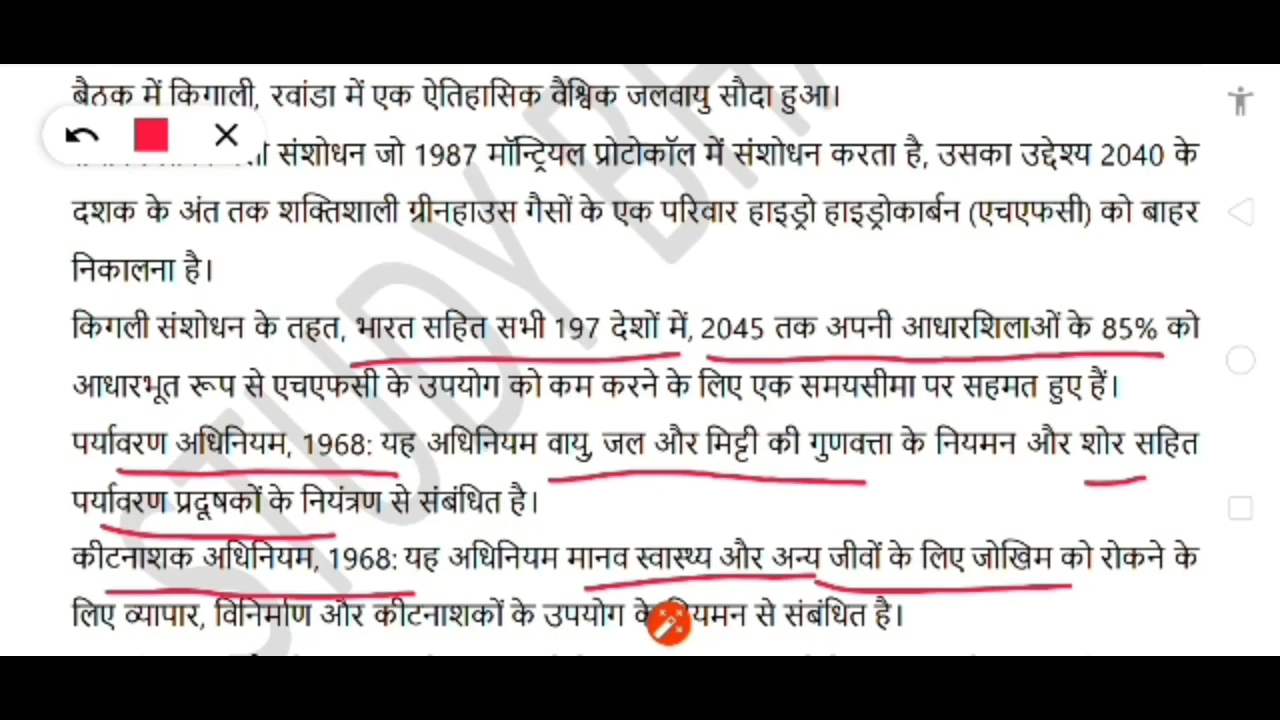 बैठक में किगाली, रवांडा में एक ऐतिहासिक वैश्विक जलवायु सौदा हुआ।
संशोधन जो 1987 मॉन्ट्रियल प्रोटोकॉल में संशोधन करता है, उसका उद्देश्य 2040 के
दशक के अंत तक शक्तिशाली ग्रीनहाउस गैसों के एक परिवार हाइड्रो हाइड्रोकार्बन (एचएफसी) को बाहर
निकालना है।
किगली संशोधन के तहत, भारत सहित सभी 197 देशों में, 2045 तक अपनी आधारशिलाओं के 85% को
आधारभूत रूप से एचएफसी के उपयोग को कम करने के लिए एक समयसीमा पर सहमत हुए हैं।
पर्यावरण अधिनियम, 1968: यह अधिनियम वायु, जल और मिट्टी की गुणवत्ता के नियमन और शोर सहित
पर्यावरण प्रदूषकों के नियंत्रण से संबंधित है।
कीटनाशक अधिनियम, 1968: यह अधिनियम मानव स्वास्थ्य और अन्य जीवों के लिए जोखिम को रोकने के
लिए व्यापार, विनिर्माण और कीटनाशकों के उपयोग से संबंधित है।
STUDY